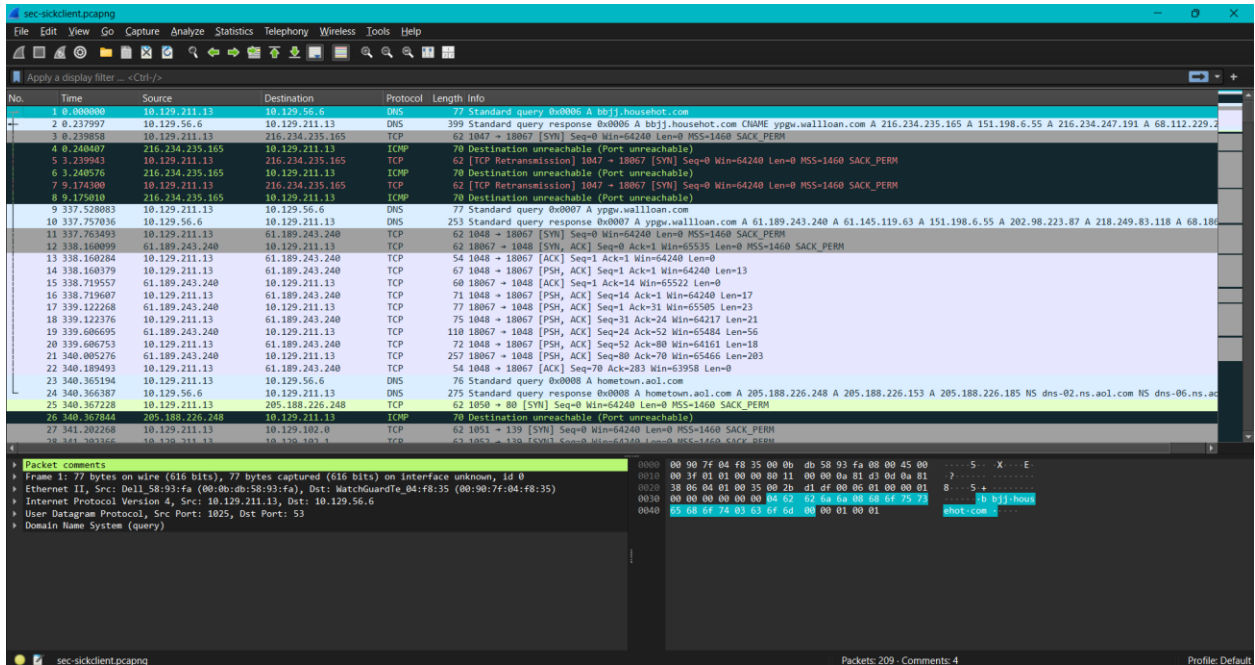 sec-sickclient.pcapng
File Edit View Go Capture Analyze Statistics Telephony Wireless Tools Help
Apply a display filter ... <Ctrl-/>
No. Time Source Destination Protocol Length Info
1 0.000000 10.129.211.13 10.129.56.6 DNS 77 Standard query 0x0006 A bbjj.househot.com
2 0.237997 10.129.56.6 10.129.211.13 DNS 399 Standard query response 0x0006 A bbjj.househot.com CNAME ypgw.wallloan.com A 216.234.235.165 A 151.198.6.55 A 216.234.247.191 A 68.112.229.2
3 0.239858 10.129.211.13 216.234.235.165 TCP 62 1047 → 18067 [SYN] Seq=0 Win=64240 Len=0 MSS=1460 SACK_PERM
4 0.240407 216.234.235.165 10.129.211.13 ICMP 70 Destination unreachable (Port unreachable)
5 3.239943 10.129.211.13 216.234.235.165 TCP 62 [TCP Retransmission] 1047 → 18067 [SYN] Seq=0 Win=64240 Len=0 MSS=1460 SACK_PERM
6 3.240576 216.234.235.165 10.129.211.13 ICMP 70 Destination unreachable (Port unreachable)
7 9.174300 10.129.211.13 216.234.235.165 TCP 62 [TCP Retransmission] 1047 → 18067 [SYN] Seq=0 Win=64240 Len=0 MSS=1460 SACK_PERM
8 9.175010 216.234.235.165 10.129.211.13 ICMP 70 Destination unreachable (Port unreachable)
9 337.528083 10.129.211.13 10.129.56.6 DNS 77 Standard query 0x0007 A ypgw.wallloan.com
10 337.757036 10.129.56.6 10.129.211.13 DNS 253 Standard query response 0x0007 A ypgw.wallloan.com A 61.189.243.240 A 61.145.119.63 A 151.198.6.55 A 202.98.223.87 A 218.249.83.118 A 68.186
11 337.763493 10.129.211.13 61.189.243.240 TCP 62 1048 → 18067 [SYN] Seq=0 Win=64240 Len=0 MSS=1460 SACK_PERM
12 338.160099 61.189.243.240 10.129.211.13 TCP 62 18067 → 1048 [SYN, ACK] Seq=0 Ack=1 Win=65535 Len=0 MSS=1460 SACK_PERM
13 338.160284 10.129.211.13 61.189.243.240 TCP 54 1048 → 18067 [ACK] Seq=1 Ack=1 Win=64240 Len=0
14 338.160379 10.129.211.13 61.189.243.240 TCP 67 1048 → 18067 [PSH, ACK] Seq=1 Ack=1 Win=64240 Len=13
15 338.719557 61.189.243.240 10.129.211.13 TCP 60 18067 → 1048 [ACK] Seq=1 Ack=14 Win=65522 Len=0
16 338.719607 10.129.211.13 61.189.243.240 TCP 71 1048 → 18067 [PSH, ACK] Seq=14 Ack=1 Win=64240 Len=17
17 339.122268 61.189.243.240 10.129.211.13 TCP 77 18067 → 1048 [PSH, ACK] Seq=1 Ack=31 Win=65505 Len=23
18 339.122376 10.129.211.13 61.189.243.240 TCP 75 1048 → 18067 [PSH, ACK] Seq=31 Ack=24 Win=64217 Len=21
19 339.606695 61.189.243.240 10.129.211.13 TCP 110 18067 → 1048 [PSH, ACK] Seq=24 Ack=52 Win=65484 Len=56
20 339.606753 10.129.211.13 61.189.243.240 TCP 72 1048 → 18067 [PSH, ACK] Seq=52 Ack=80 Win=64161 Len=18
21 340.005276 61.189.243.240 10.129.211.13 TCP 257 18067 → 1048 [PSH, ACK] Seq=80 Ack=70 Win=65466 Len=203
22 340.189493 10.129.211.13 61.189.243.240 TCP 54 1048 → 18067 [ACK] Seq=70 Ack=283 Win=63958 Len=0
23 340.365194 10.129.211.13 10.129.56.6 DNS 76 Standard query 0x0008 A hometown.aol.com
24 340.366387 10.129.56.6 10.129.211.13 DNS 275 Standard query response 0x0008 A hometown.aol.com A 205.188.226.248 A 205.188.226.153 A 205.188.226.185 NS dns-02.ns.aol.com NS dns-06.ns.ao
25 340.367228 10.129.211.13 205.188.226.248 TCP 62 1050 → 80 [SYN] Seq=0 Win=64240 Len=0 MSS=1460 SACK_PERM
26 340.367844 205.188.226.248 10.129.211.13 ICMP 70 Destination unreachable (Port unreachable)
27 341.202268 10.129.211.13 10.129.102.0 TCP 62 1051 → 139 [SYN] Seq=0 Win=64240 Len=0 MSS=1460 SACK_PERM
28 341.202366 10.129.211.13 10.129.102.1 TCP 62 1052 → 139 [SYN] Seq=0 Win=64240 Len=0 MSS=1460 SACK_PERM
Packet comments
Frame 1: 77 bytes on wire (616 bits), 77 bytes captured (616 bits) on interface unknown, id 0
Ethernet II, Src: Dell_58:93:fa (00:0b:db:58:93:fa), Dst: WatchGuardTe_04:f8:35 (00:90:7f:04:f8:35)
Internet Protocol Version 4, Src: 10.129.211.13, Dst: 10.129.56.6
User Datagram Protocol, Src Port: 1025, Dst Port: 53
Domain Name System (query)
0000 00 90 7f 04 f8 35 00 0b db 58 93 fa 08 00 45 00 ·····5·· ·X····E·
0010 00 3f 01 01 00 00 80 11 00 00 0a 81 d3 0d 0a 81 ·?······ ········
0020 38 06 04 01 00 35 00 2b d1 df 00 06 01 00 00 01 8····5·+ ········
0030 00 00 00 00 00 00 04 62 62 6a 6a 08 68 6f 75 73 ·······b bjj·hous
0040 65 68 6f 74 03 63 6f 6d 00 00 01 00 01 ehot·com ·····
sec-sickclient.pcapng
Packets: 209 · Comments: 4
Profile: Default